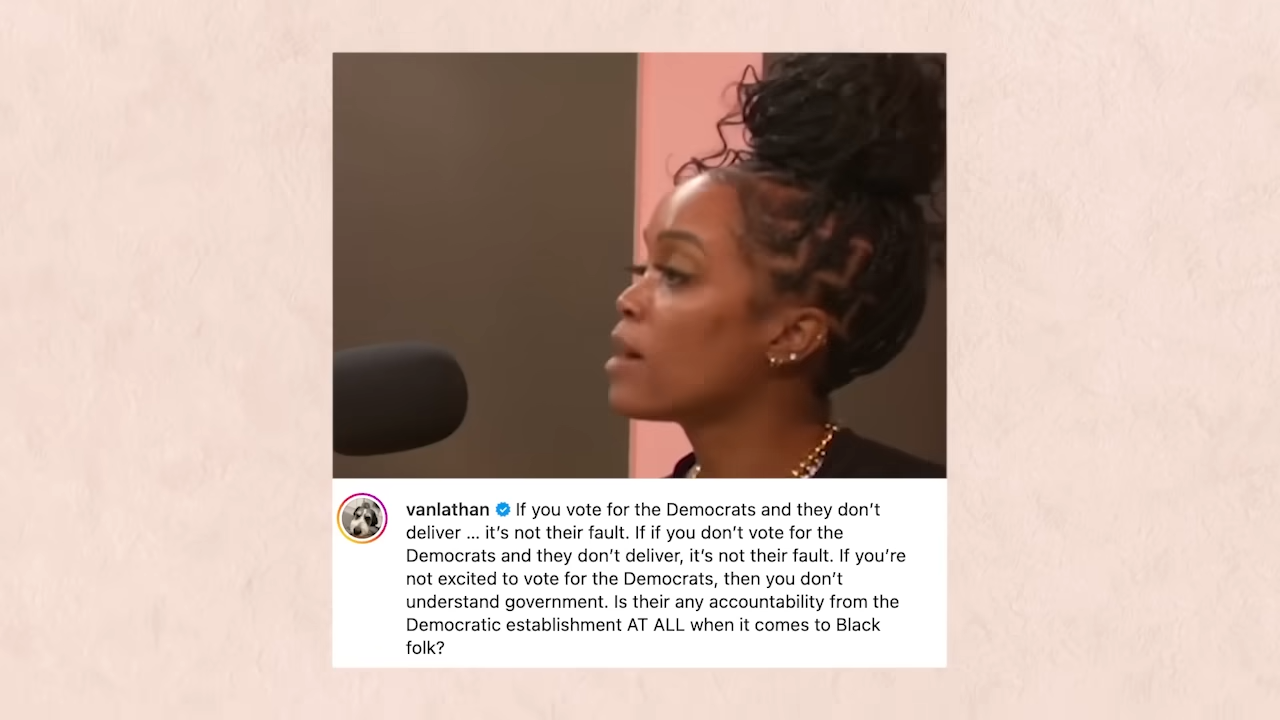 vanlathan If you vote for the Democrats and they don’t
deliver ... it’s not their fault. If if you don’t vote for the
Democrats and they don’t deliver, it’s not their fault. If you’re
not excited to vote for the Democrats, then you don’t
understand government. Is their any accountability from the
Democratic establishment AT ALL when it comes to Black
folk?